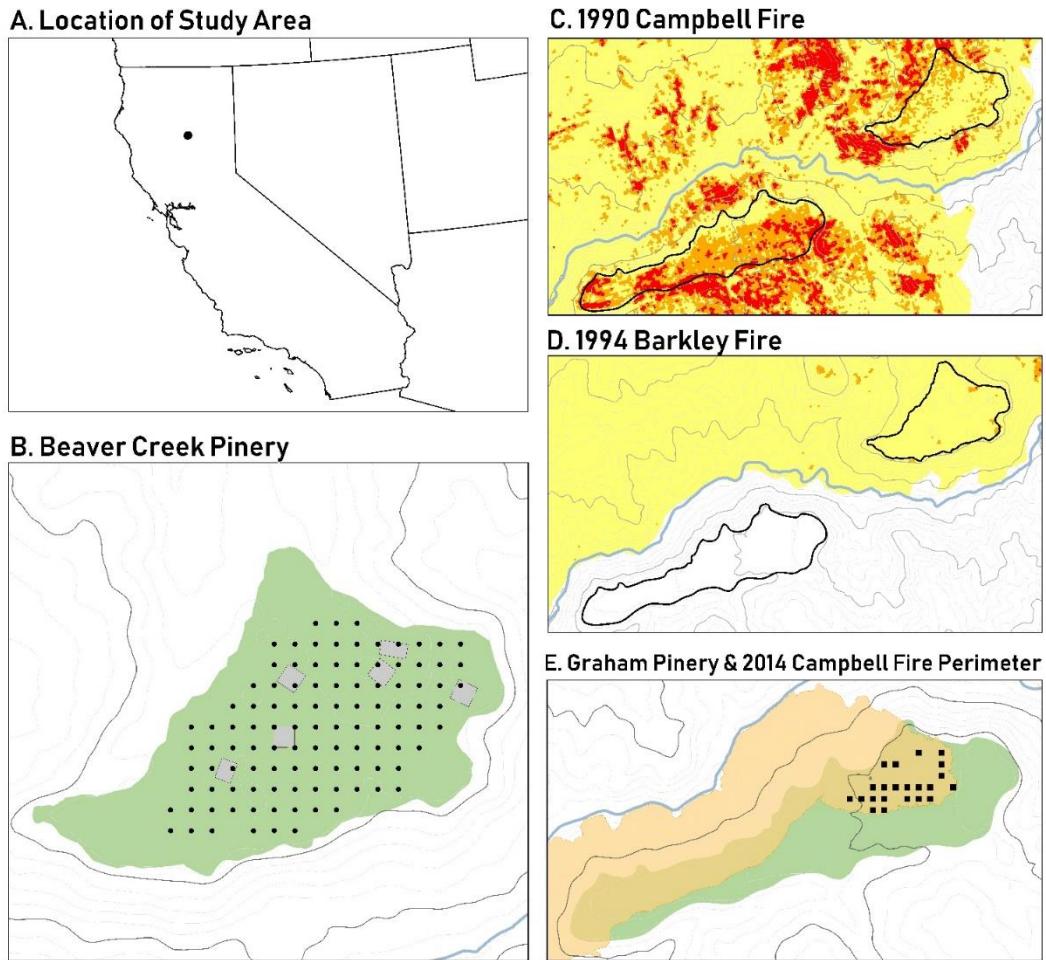 A. Location of Study Area
B. Beaver Creek Pinery
C. 1990 Campbell Fire
D. 1994 Barkley Fire
E. Graham Pinery & 2014 Campbell Fire Perimeter